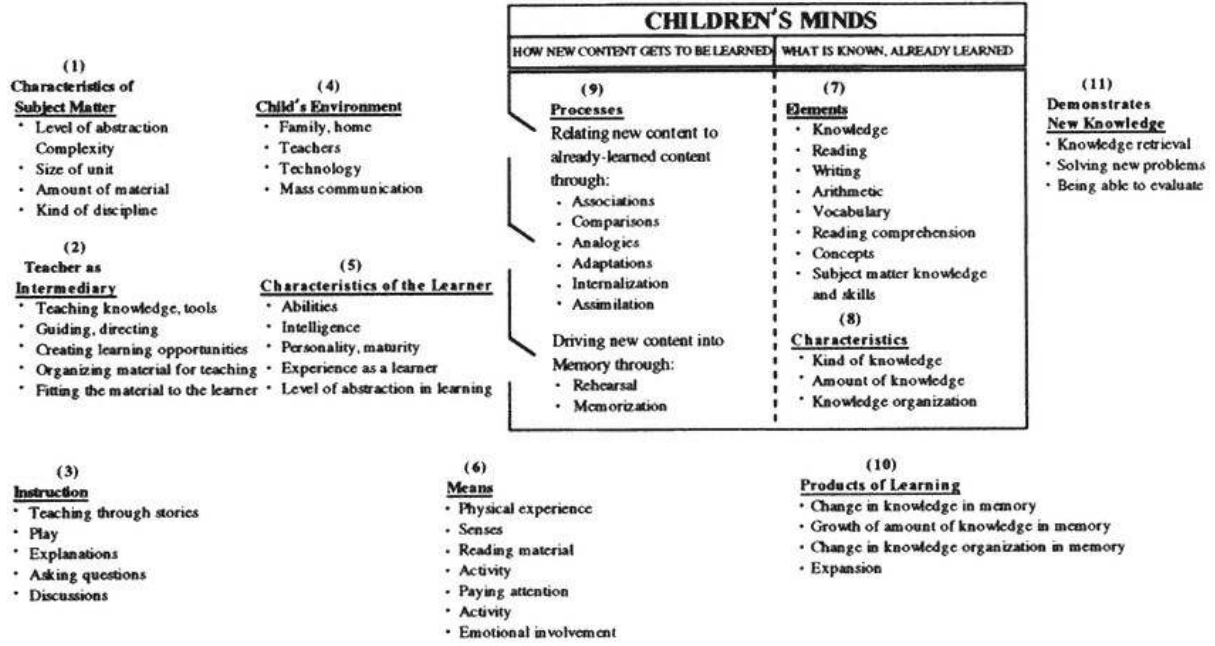 CHILDREN'S MINDS
HOW NEW CONTENT GETS TO BE LEARNED
WHAT IS KNOWN, ALREADY LEARNED
(1)
Characteristics of
Subject Matter
• Level of abstraction
Complexity
• Size of unit
• Amount of material
• Kind of discipline
(2)
Teacher as
Intermediary
• Teaching knowledge, tools
• Guiding, directing
• Creating learning opportunities
• Organizing material for teaching
• Fitting the material to the learner
(3)
Instruction
• Teaching through stories
• Play
• Explanations
• Asking questions
• Discussions
(4)
Child's Environment
• Family, home
• Teachers
• Technology
• Mass communication
(5)
Characteristics of the Learner
• Abilities
• Intelligence
• Personality, maturity
• Experience as a learner
• Level of abstraction in learning
(6)
Means
• Physical experience
• Senses
• Reading material
• Activity
• Paying attention
• Activity
• Emotional involvement
(9)
Processes
Relating new content to
already-learned content
through:
• Associations
• Comparisons
• Analogies
• Adaptations
• Internalization
• Assimilation
Driving new content into
Memory through:
• Rehearsal
• Memorization
(7)
Elements
• Knowledge
• Reading
• Writing
• Arithmetic
• Vocabulary
• Reading comprehension
• Concepts
• Subject matter knowledge
and skills
(8)
Characteristics
• Kind of knowledge
• Amount of knowledge
• Knowledge organization
(10)
Products of Learning
• Change in knowledge in memory
• Growth of amount of knowledge in memory
• Change in knowledge organization in memory
• Expansion
(11)
Demonstrates
New Knowledge
• Knowledge retrieval
• Solving new problems
• Being able to evaluate